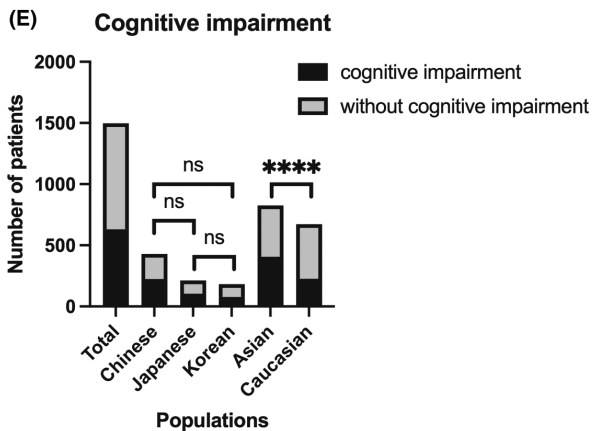 (E)
Cognitive impairment
cognitive impairment
without cognitive impairment
Number of patients
2000
1500
1000
500
0
ns
ns
ns
****
Total
Chinese
Japanese
Korean
Asian
Caucasian
Populations